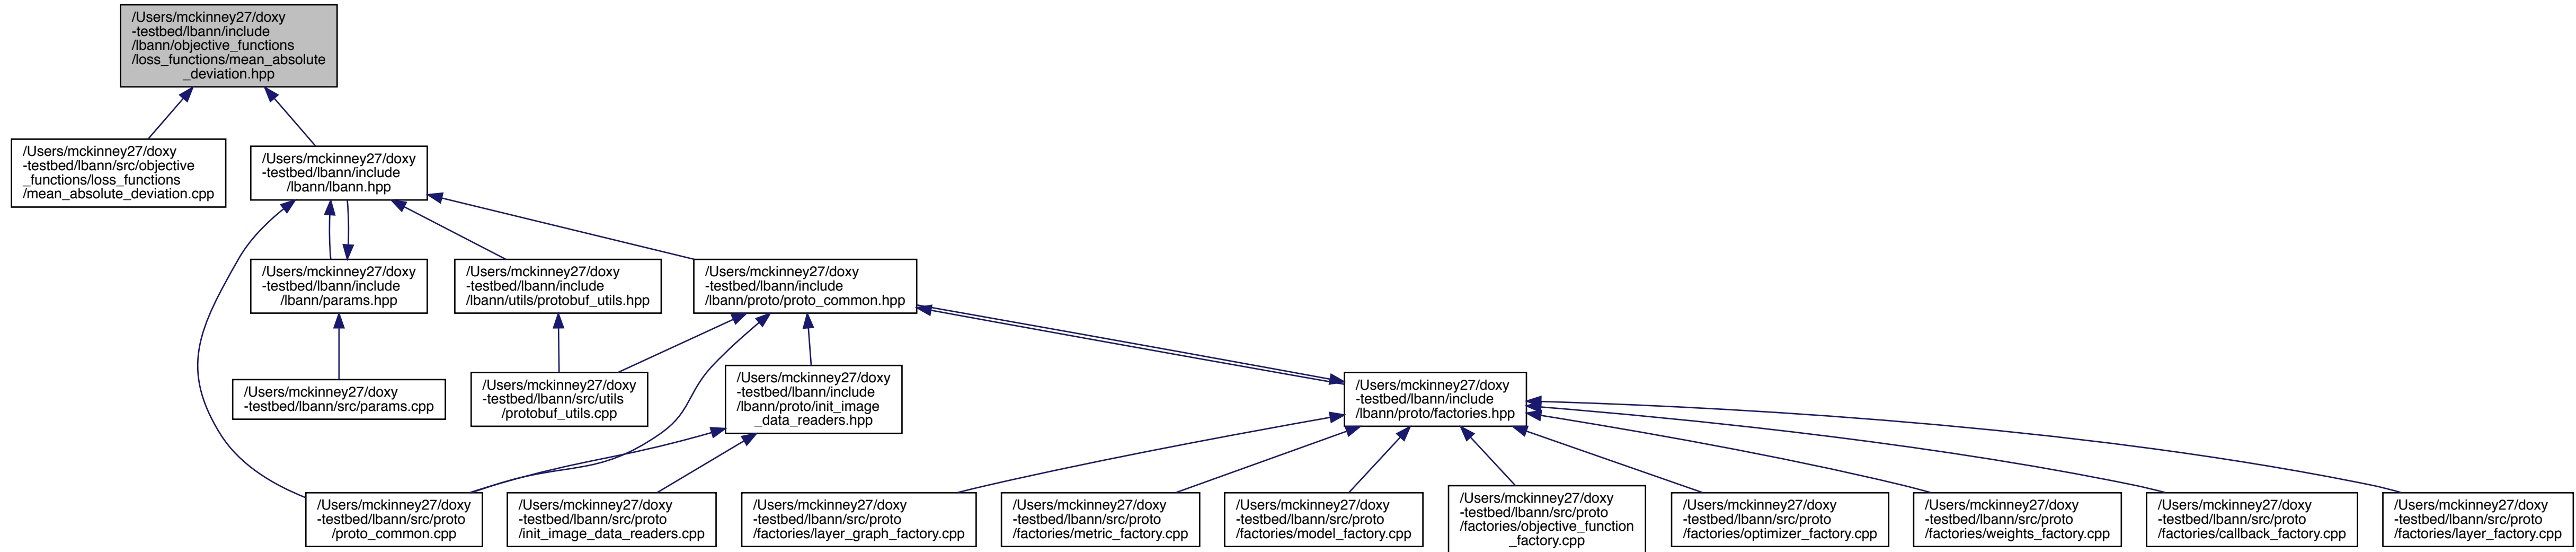 /Users/mckinney27/doxy
-testbed/lbann/include
/lbann/objective_functions
/loss_functions/mean_absolute
_deviation.hpp
/Users/mckinney27/doxy
-testbed/lbann/src/objective
_functions/loss_functions
/mean_absolute_deviation.cpp
/Users/mckinney27/doxy
-testbed/lbann/include
/lbann/lbann.hpp
/Users/mckinney27/doxy
-testbed/lbann/include
/lbann/params.hpp
/Users/mckinney27/doxy
-testbed/lbann/include
/lbann/utils/protobuf_utils.hpp
/Users/mckinney27/doxy
-testbed/lbann/include
/lbann/proto/proto_common.hpp
/Users/mckinney27/doxy
-testbed/lbann/src/params.cpp
/Users/mckinney27/doxy
-testbed/lbann/src/utils
/protobuf_utils.cpp
/Users/mckinney27/doxy
-testbed/lbann/include
/lbann/proto/init_image
_data_readers.hpp
/Users/mckinney27/doxy
-testbed/lbann/include
/lbann/proto/factories.hpp
/Users/mckinney27/doxy
-testbed/lbann/src/proto
/proto_common.cpp
/Users/mckinney27/doxy
-testbed/lbann/src/proto
/init_image_data_readers.cpp
/Users/mckinney27/doxy
-testbed/lbann/src/proto
/factories/layer_graph_factory.cpp
/Users/mckinney27/doxy
-testbed/lbann/src/proto
/factories/metric_factory.cpp
/Users/mckinney27/doxy
-testbed/lbann/src/proto
/factories/model_factory.cpp
/Users/mckinney27/doxy
-testbed/lbann/src/proto
/factories/objective_function
_factory.cpp
/Users/mckinney27/doxy
-testbed/lbann/src/proto
/factories/optimizer_factory.cpp
/Users/mckinney27/doxy
-testbed/lbann/src/proto
/factories/weights_factory.cpp
/Users/mckinney27/doxy
-testbed/lbann/src/proto
/factories/callback_factory.cpp
/Users/mckinney27/doxy
-testbed/lbann/src/proto
/factories/layer_factory.cpp